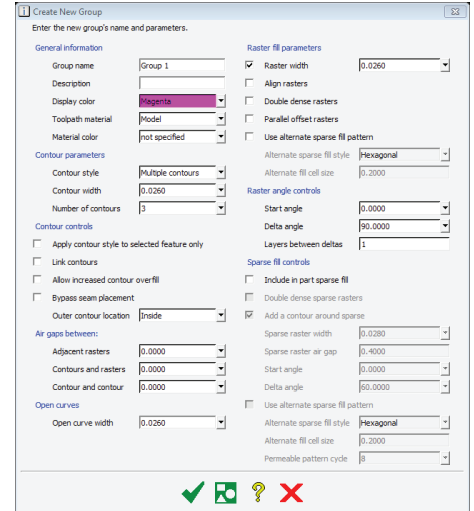 Create New Group
Enter the new group's name and parameters.
General information
Group name Group 1
Description
Display color Magenta
Toolpath material Model
Material color not specified
Contour parameters
Contour style Multiple contours
Contour width 0.0260
Number of contours 3
Contour controls
Apply contour style to selected feature only
Link contours
Allow increased contour overfill
Bypass seam placement
Outer contour location Inside
Air gaps between:
Adjacent rasters 0.0000
Contours and rasters 0.0000
Contour and contour 0.0000
Open curves
Open curve width 0.0260
Raster fill parameters
Raster width 0.0260
Align rasters
Double dense rasters
Parallel offset rasters
Use alternate sparse fill pattern
Alternate sparse fill style Hexagonal
Alternate fill cell size 0.2000
Raster angle controls
Start angle 0.0000
Delta angle 90.0000
Layers between deltas 1
Sparse fill controls
Include in part sparse fill
Double dense sparse rasters
Add a contour around sparse
Sparse raster width 0.0280
Sparse raster air gap 0.4000
Start angle 0.0000
Delta angle 60.0000
Use alternate sparse fill pattern
Alternate sparse fill style Hexagonal
Alternate fill cell size 0.2000
Permeable pattern cycle 8